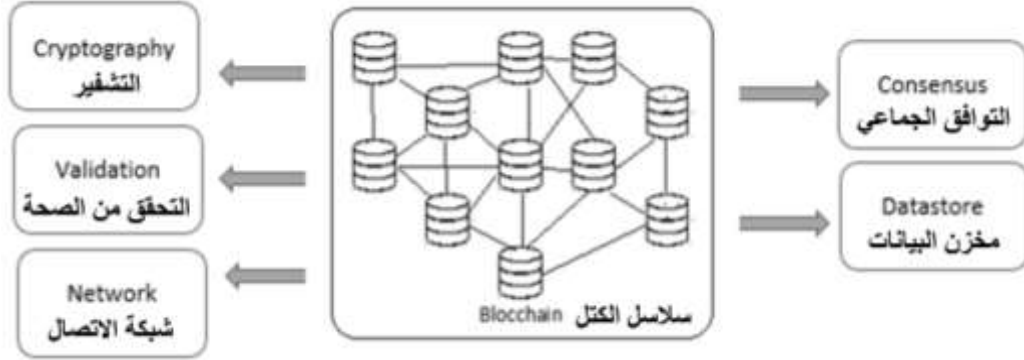 Cryptography
التشفير
Validation
التحقق من الصحة
Network
شبكة الاتصال
Blocchain سلاسل الكتل
Consensus
التوافق الجماعي
Datastore
مخزن البيانات